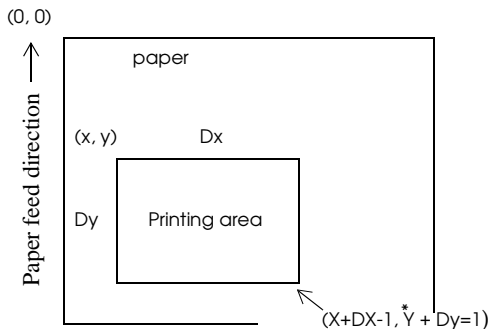 (0, 0)
paper
Paper feed direction
(x, y)
Dx
Dy
Printing area
(X+DX-1, *Y + Dy=1)